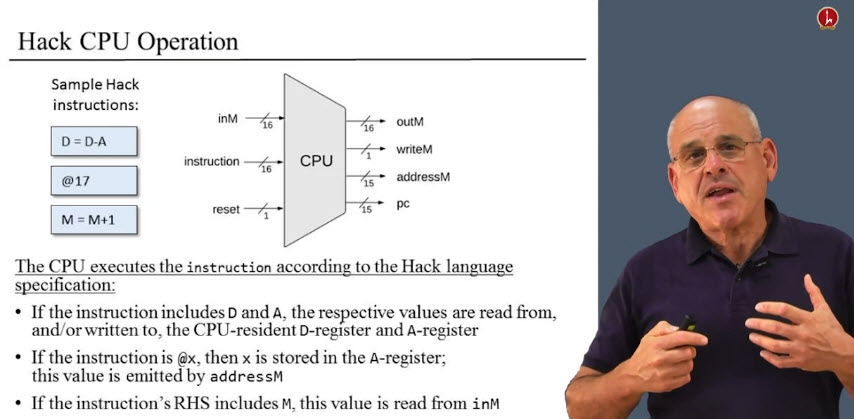 Hack CPU Operation
Sample Hack
instructions:
D = D-A
@17
M = M+1
inM
16
instruction
16
reset
1
CPU
16
outM
1
writeM
15
addressM
15
pc
The CPU executes the instruction according to the Hack language
specification:
• If the instruction includes D and A, the respective values are read from,
and/or written to, the CPU-resident D-register and A-register
• If the instruction is @x, then x is stored in the A-register;
this value is emitted by addressM
• If the instruction's RHS includes M, this value is read from inM